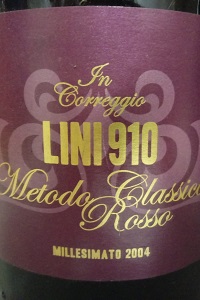 In
Correggio
LINI 910
Metodo Classico
Rosso
MILLESIMATO 2004